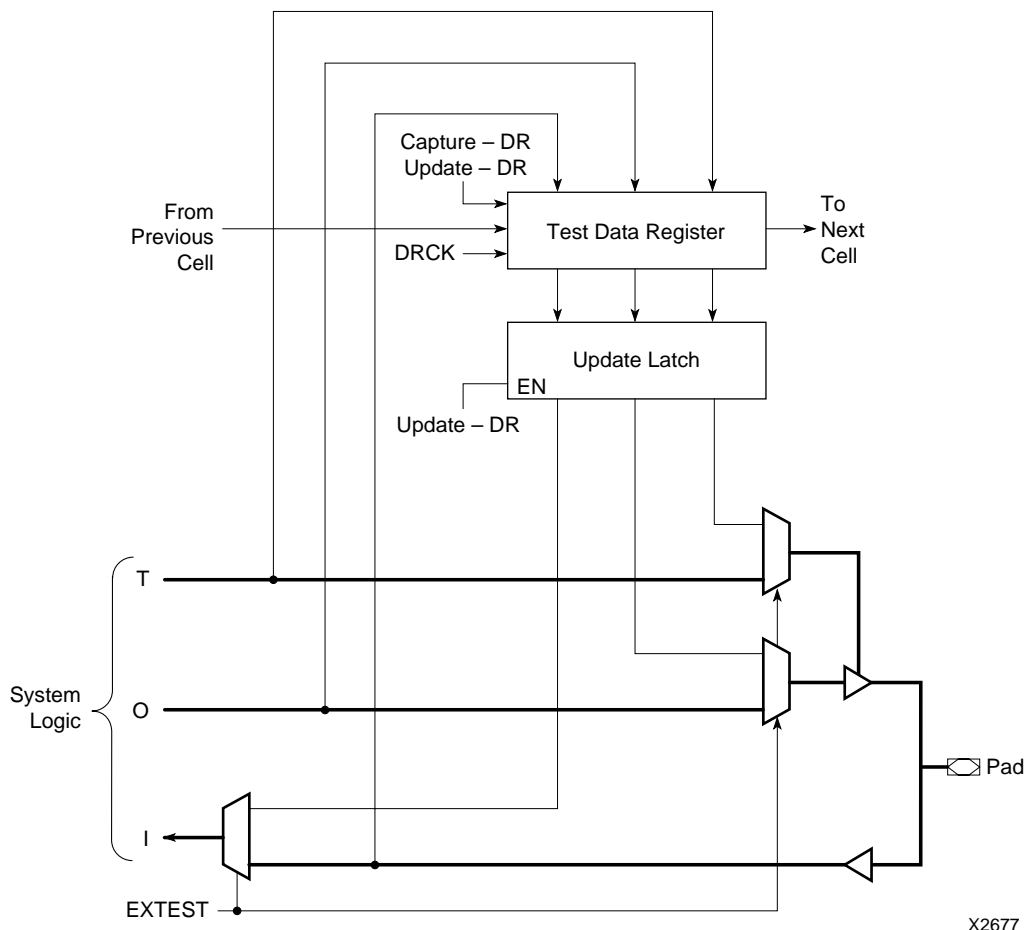 Capture – DR
Update – DR
From
Previous
Cell
DRCK
Test Data Register
To
Next
Cell
Update Latch
EN
Update – DR
T
System
Logic
O
Pad
I
EXTEST
X2677